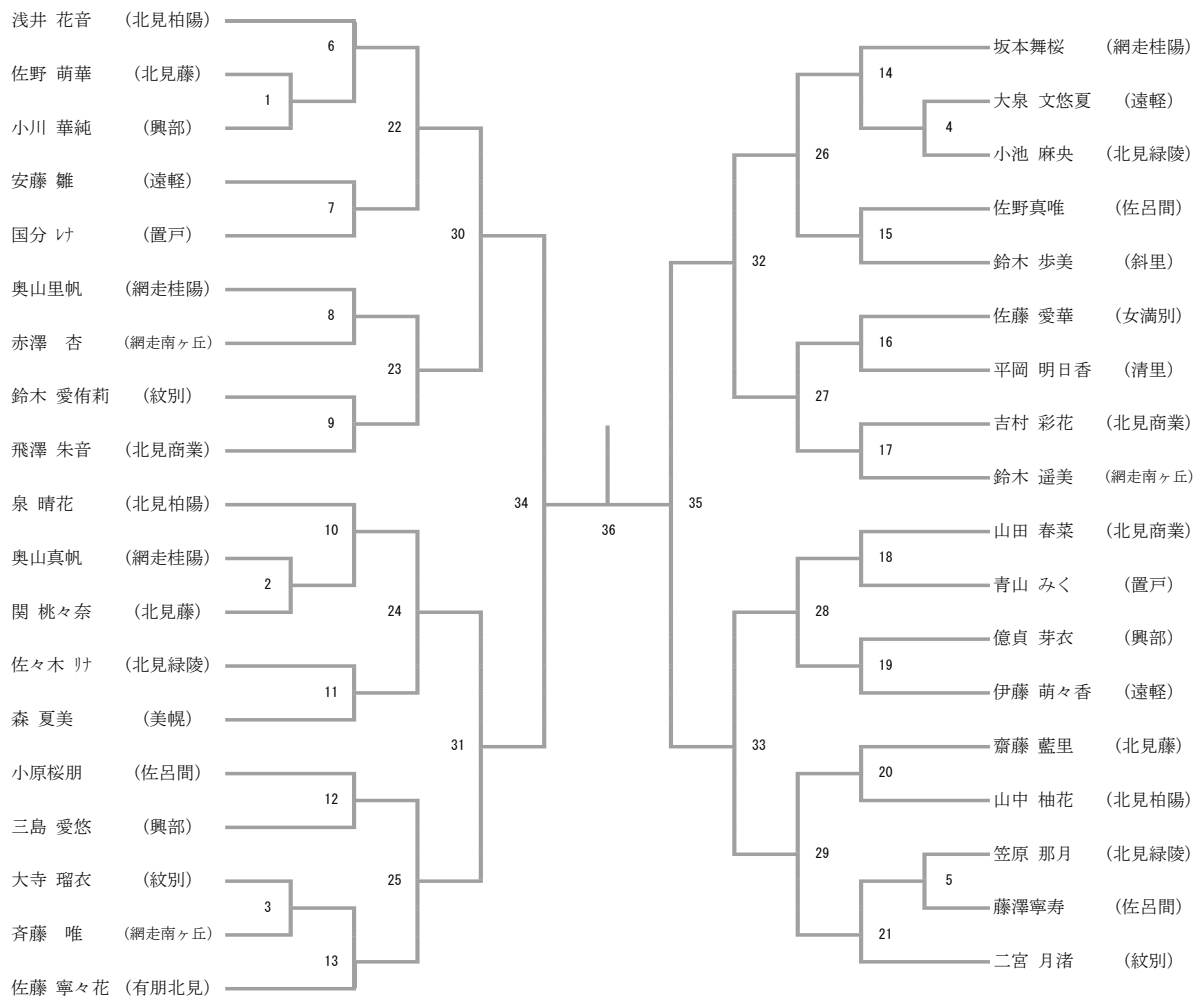 浅井 花音 (北見柏陽)
6
佐野 萌華 (北見藤)
1
小川 華純 (興部)
22
安藤 雛 (遠軽)
7
国分 ﾚﾅ (置戸)
30
奥山里帆 (網走桂陽)
8
赤澤 杏 (網走南ヶ丘)
23
鈴木 愛侑莉 (紋別)
9
飛澤 朱音 (北見商業)
34
泉 晴花 (北見柏陽)
10
奥山真帆 (網走桂陽)
2
関 桃々奈 (北見藤)
24
佐々木 ﾘﾅ (北見緑陵)
11
森 夏美 (美幌)
31
小原桜朋 (佐呂間)
12
三島 愛悠 (興部)
25
大寺 瑠衣 (紋別)
3
斉藤 唯 (網走南ヶ丘)
13
佐藤 寧々花 (有朋北見)
36
坂本舞桜 (網走桂陽)
14
大泉 文悠夏 (遠軽)
4
小池 麻央 (北見緑陵)
26
佐野真唯 (佐呂間)
15
鈴木 歩美 (斜里)
32
佐藤 愛華 (女満別)
16
平岡 明日香 (清里)
27
吉村 彩花 (北見商業)
17
鈴木 遥美 (網走南ヶ丘)
35
山田 春菜 (北見商業)
18
青山 みく (置戸)
28
億貞 芽衣 (興部)
19
伊藤 萌々香 (遠軽)
33
齋藤 藍里 (北見藤)
20
山中 柚花 (北見柏陽)
29
笠原 那月 (北見緑陵)
5
藤澤寧寿 (佐呂間)
21
二宮 月渚 (紋別)